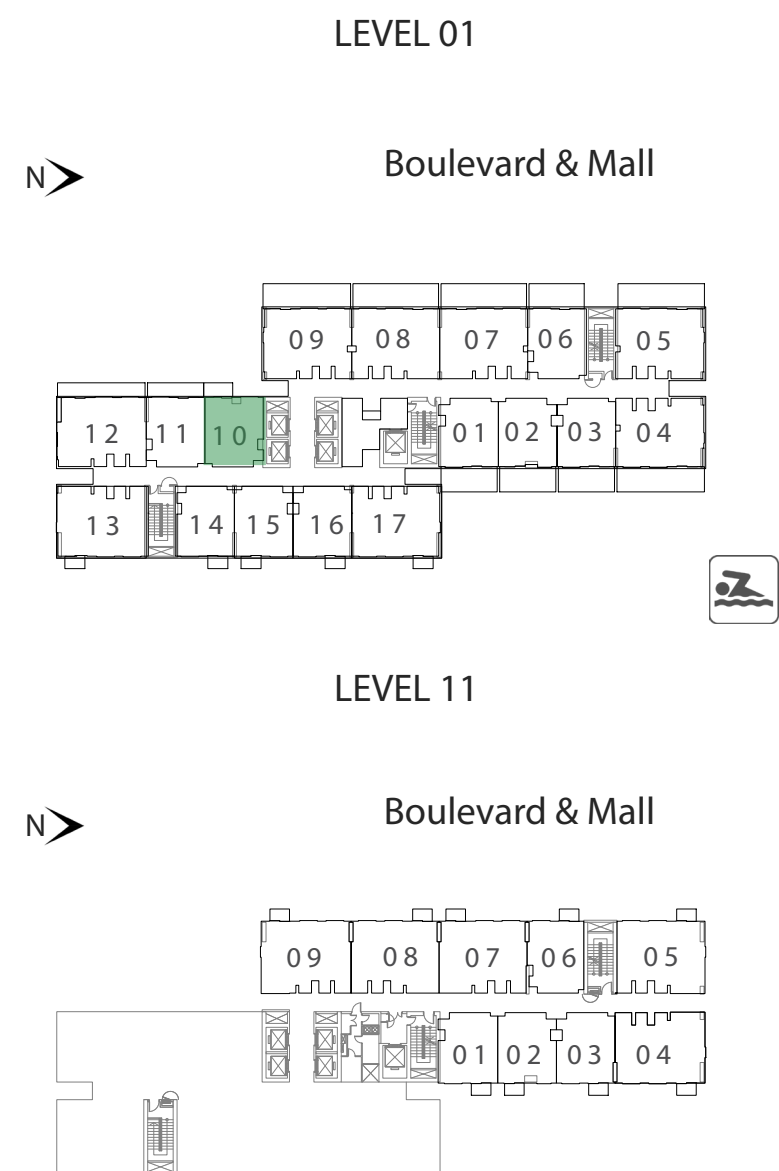 LEVEL 01
N
Boulevard & Mall
09 08 07 06 05
12 11 10 01 02 03 04
13 14 15 16 17
LEVEL 11
N
Boulevard & Mall
09 08 07 06 05
01 02 03 04